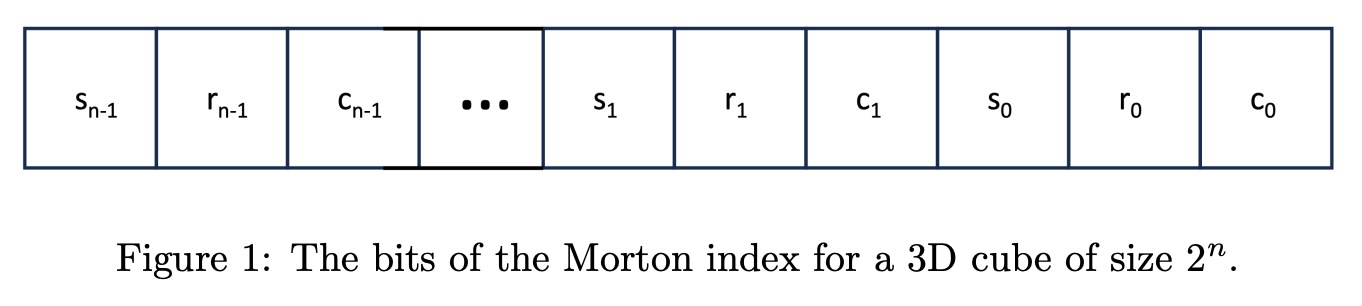 s_{n-1} r_{n-1} c_{n-1} ... s_1 r_1 c_1 s_0 r_0 c_0
Figure 1: The bits of the Morton index for a 3D cube of size 2^n.